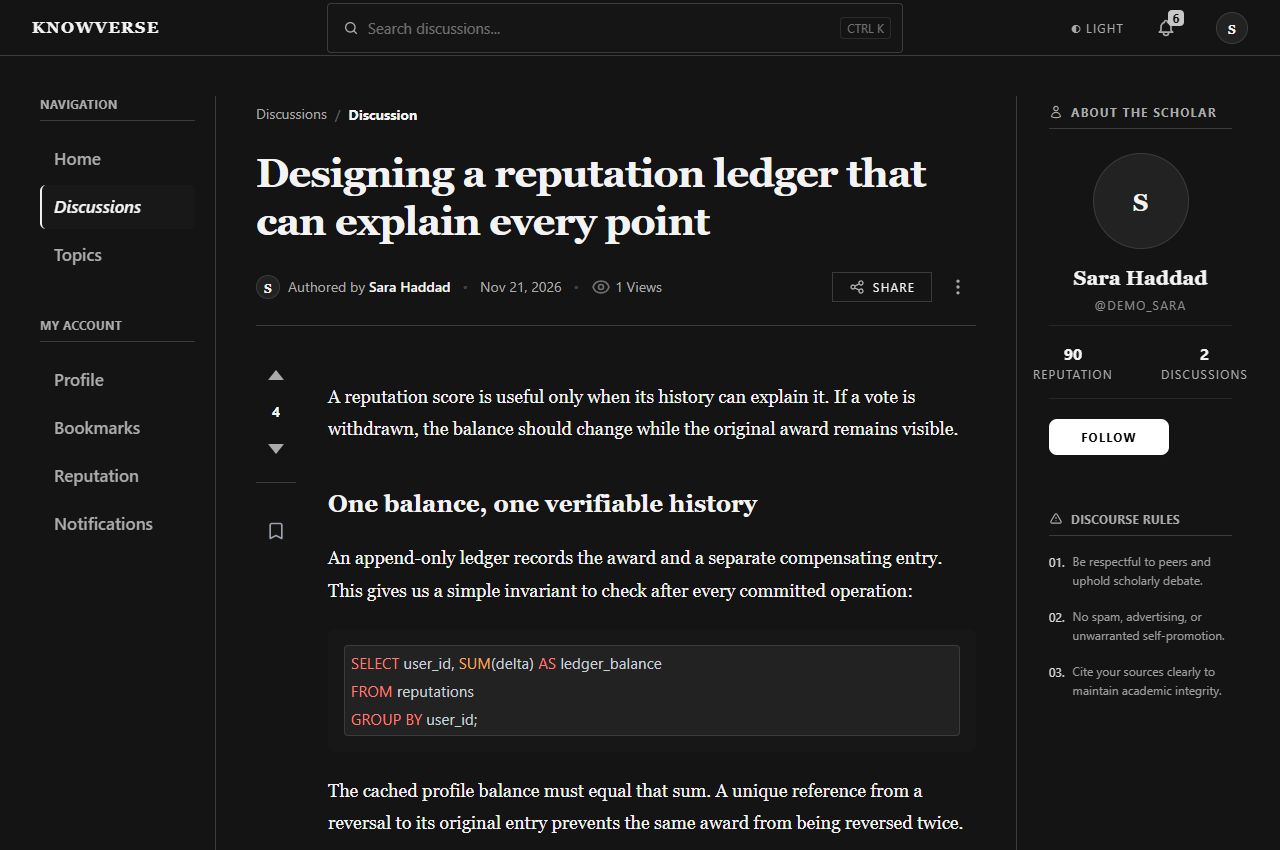 KNOWVERSE
Search discussions...
CTRL K
LIGHT
6
S
NAVIGATION
Home
Discussions
Topics
MY ACCOUNT
Profile
Bookmarks
Reputation
Notifications
Discussions / Discussion
Designing a reputation ledger that
can explain every point
S
Authored by Sara Haddad • Nov 21, 2026 • 1 Views
SHARE
4
A reputation score is useful only when its history can explain it. If a vote is
withdrawn, the balance should change while the original award remains visible.
One balance, one verifiable history
An append-only ledger records the award and a separate compensating entry.
This gives us a simple invariant to check after every committed operation:
SELECT user_id, SUM(delta) AS ledger_balance
FROM reputations
GROUP BY user_id;
The cached profile balance must equal that sum. A unique reference from a
reversal to its original entry prevents the same award from being reversed twice.
ABOUT THE SCHOLAR
S
Sara Haddad
@DEMO_SARA
90
REPUTATION
2
DISCUSSIONS
FOLLOW
DISCOURSE RULES
01. Be respectful to peers and
uphold scholarly debate.
02. No spam, advertising, or
unwarranted self-promotion.
03. Cite your sources clearly to
maintain academic integrity.